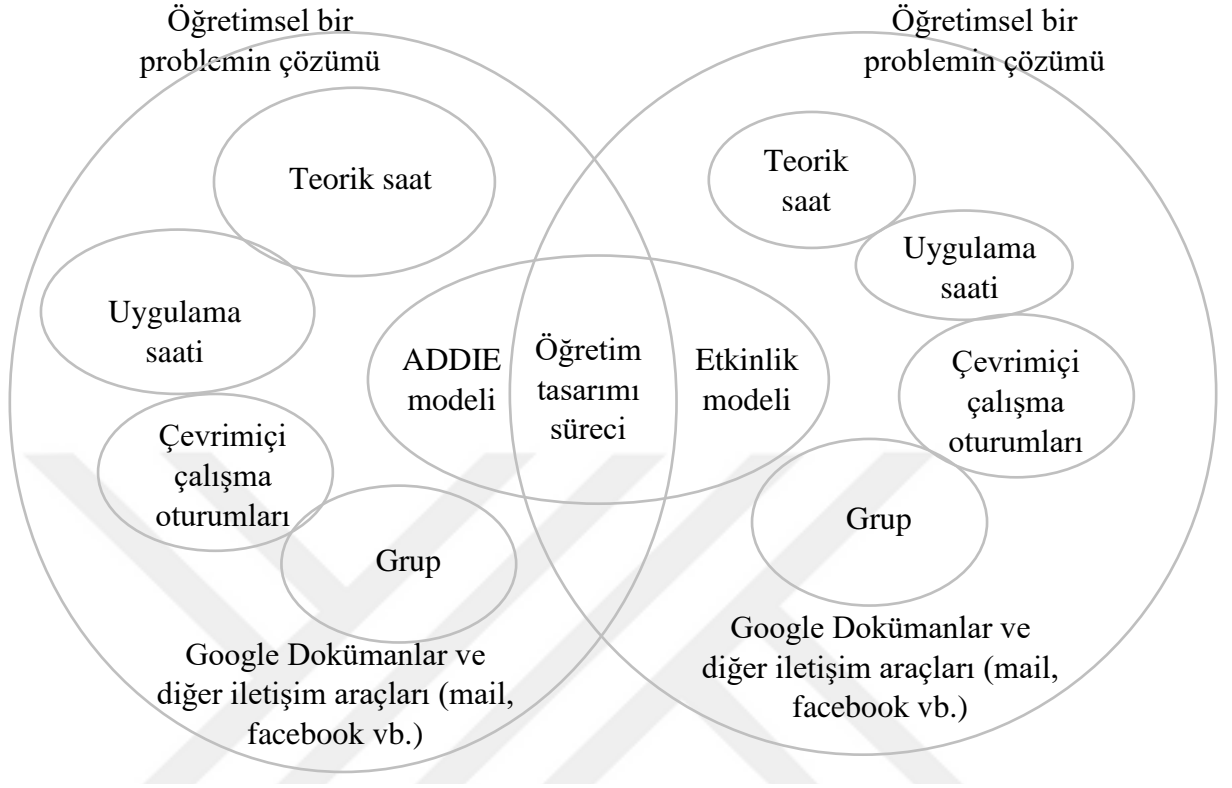 Öğretimsel bir
problemin çözümü
Teorik saat
Uygulama
saati
Çevrimiçi
çalışma
oturumları
Grup
Google Dokümanlar ve
diğer iletişim araçları (mail,
facebook vb.)
ADDIE
modeli
Öğretim
tasarımı
süreci
Etkinlik
modeli
Öğretimsel bir
problemin çözümü
Teorik
saat
Uygulama
saati
Çevrimiçi
çalışma
oturumları
Grup
Google Dokümanlar ve
diğer iletişim araçları (mail,
facebook vb.)